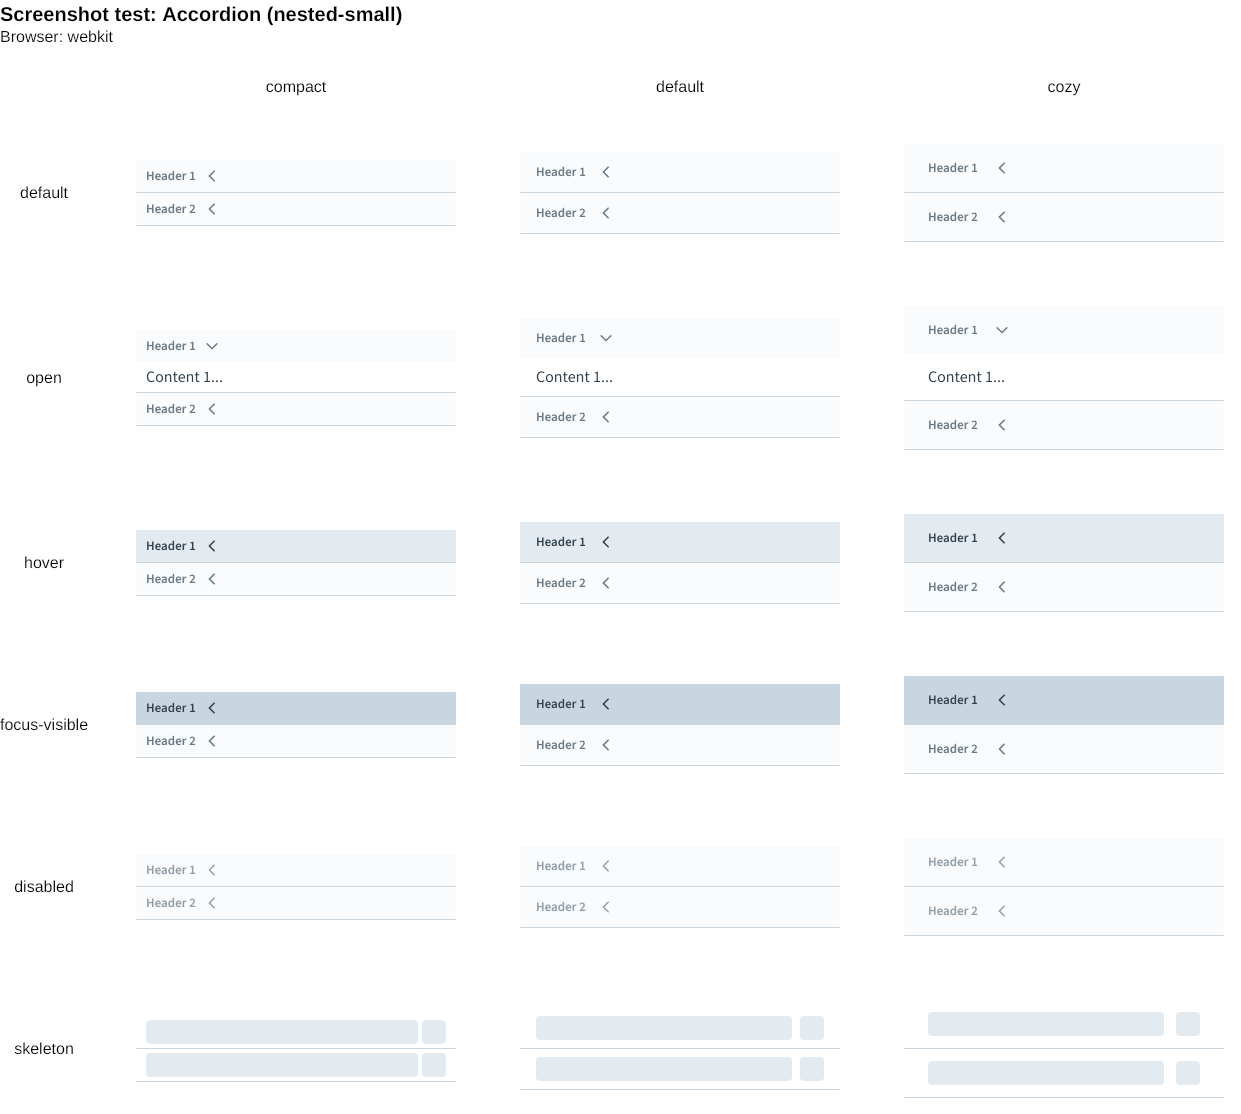 Screenshot test: Accordion (nested-small)
Browser: webkit
compact default cozy
default
Header 1 Header 1 Header 1
Header 2 Header 2 Header 2
open
Header 1 Header 1 Header 1
Content 1... Content 1... Content 1...
Header 2 Header 2 Header 2
hover
Header 1 Header 1 Header 1
Header 2 Header 2 Header 2
focus-visible
Header 1 Header 1 Header 1
Header 2 Header 2 Header 2
disabled
Header 1 Header 1 Header 1
Header 2 Header 2 Header 2
skeleton